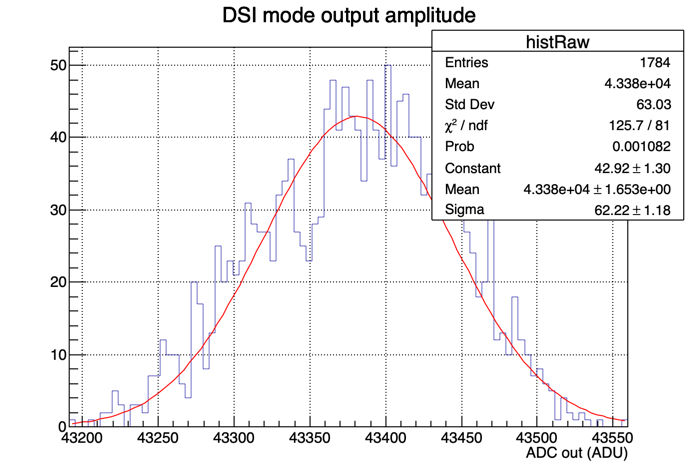 DSI mode output amplitude
histRaw
Entries 1784
Mean 4.338e+04
Std Dev 63.03
χ² / ndf 125.7 / 81
Prob 0.001082
Constant 42.92 ± 1.30
Mean 4.338e+04 ± 1.653e+00
Sigma 62.22 ± 1.18
50
40
30
20
10
0
43200 43250 43300 43350 43400 43450 43500 43550
ADC out (ADU)